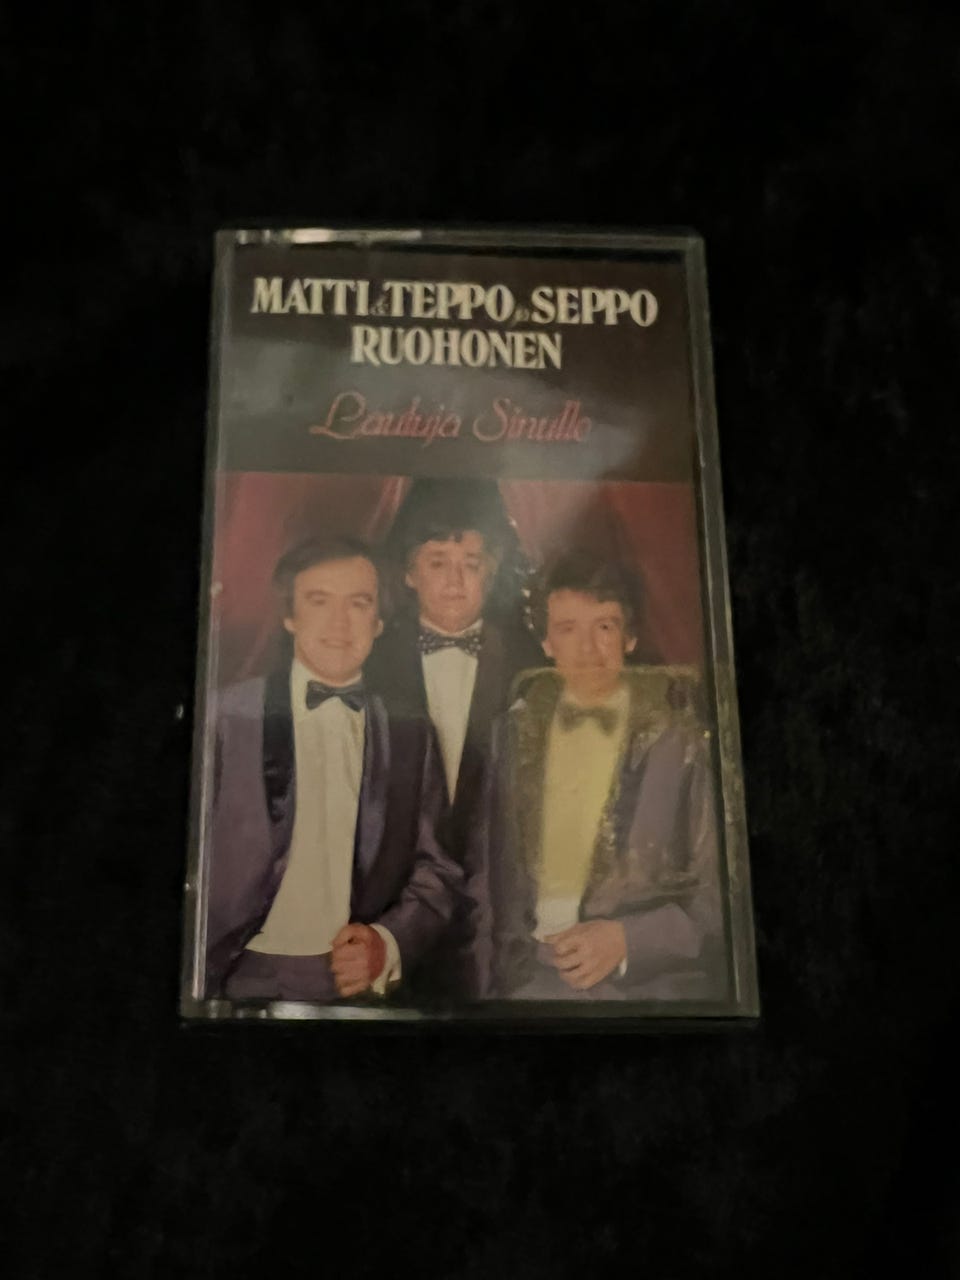 MATTI & TEPPO ja SEPPO
RUOHONEN
Lauluja Sinulle